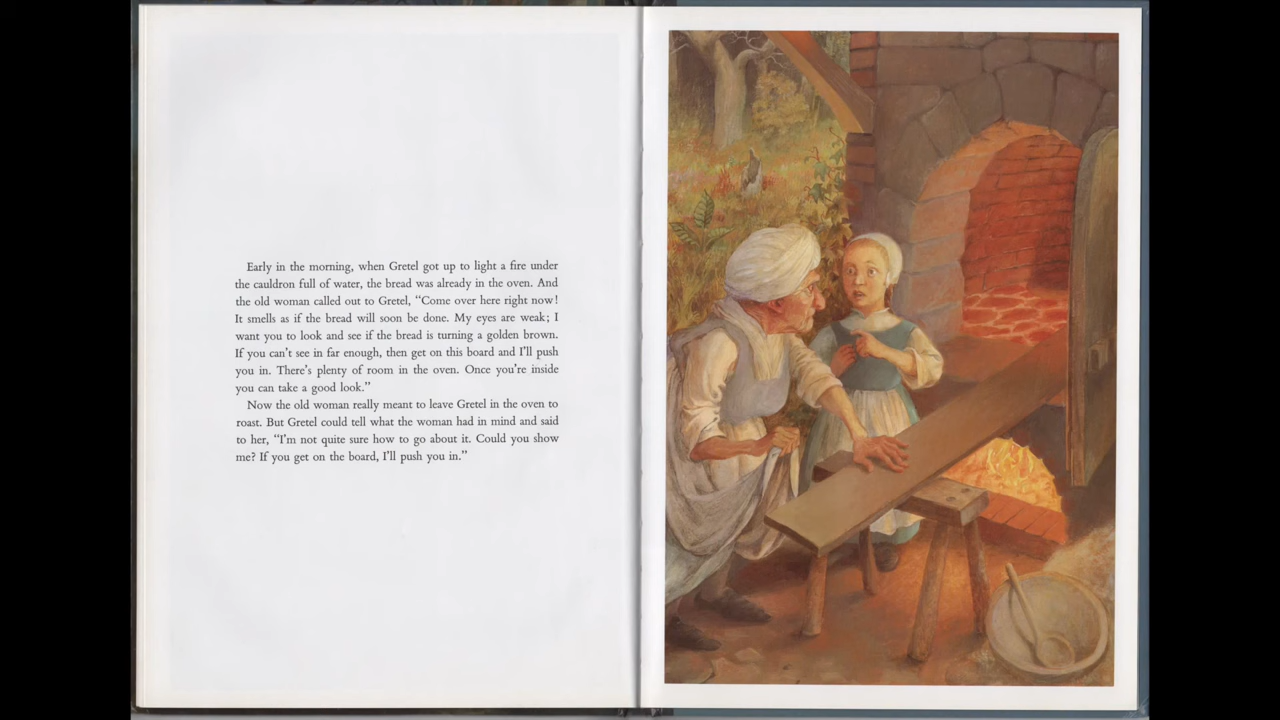 Early in the morning, when Gretel got up to light a fire under
the cauldron full of water, the bread was already in the oven. And
the old woman called out to Gretel, “Come over here right now!
It smells as if the bread will soon be done. My eyes are weak; I
want you to look and see if the bread is turning a golden brown.
If you can’t see in far enough, then get on this board and I’ll push
you in. There’s plenty of room in the oven. Once you’re inside
you can take a good look.”
Now the old woman really meant to leave Gretel in the oven to
roast. But Gretel could tell what the woman had in mind and said
to her, “I’m not quite sure how to go about it. Could you show
me? If you get on the board, I’ll push you in.”